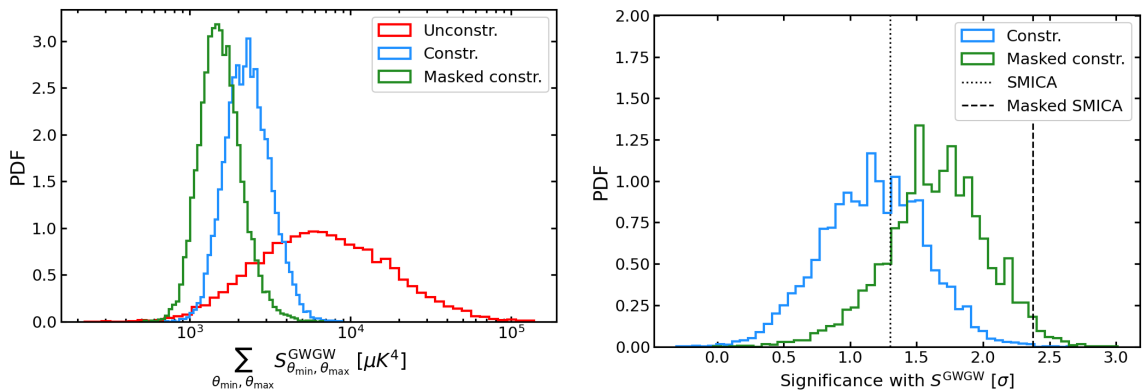 Unconstr.
Constr.
Masked constr.
PDF
3.0
2.5
2.0
1.5
1.0
0.5
0.0
10³ 10⁴ 10⁵
∑ S^GWGW_θmin, θmax [μK⁴]
θmin, θmax
Constr.
Masked constr.
SMICA
Masked SMICA
PDF
2.00
1.75
1.50
1.25
1.00
0.75
0.50
0.25
0.00
0.0 0.5 1.0 1.5 2.0 2.5 3.0
Significance with S^GWGW [σ]